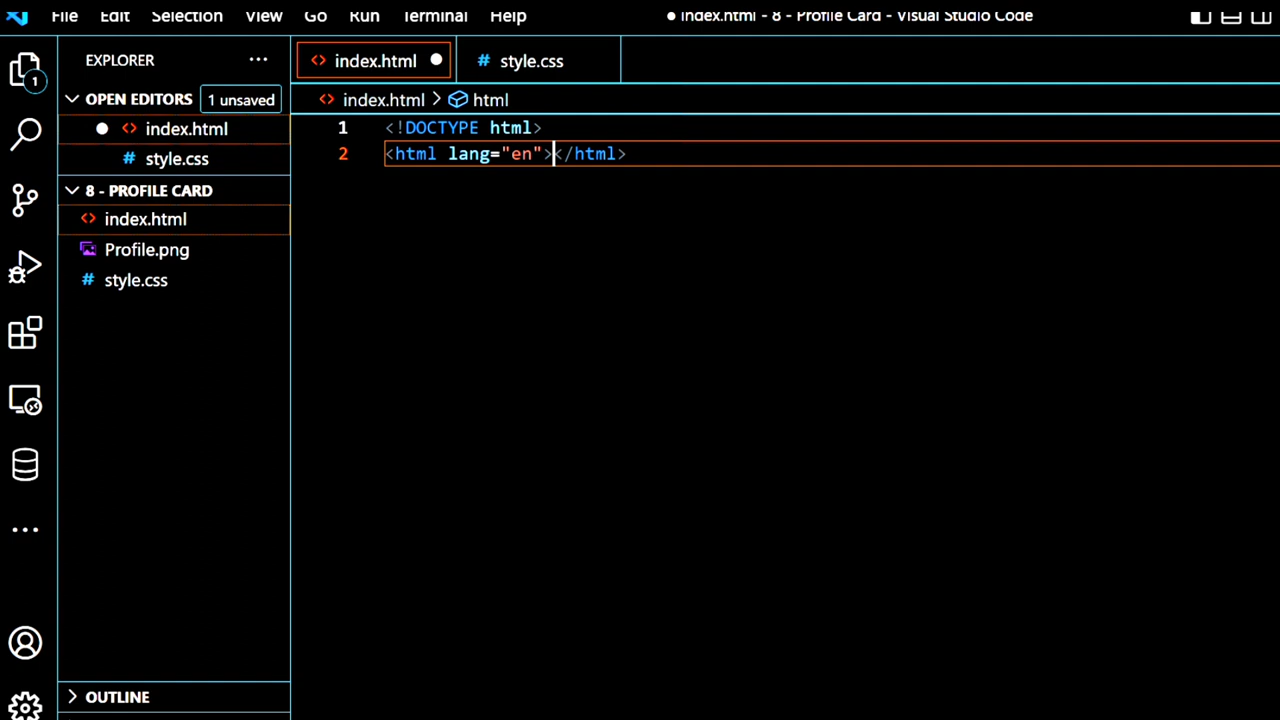 File Edit Selection View Go Run Terminal Help ● index.html - 8 - Profile Card - Visual Studio Code
EXPLORER ···
index.html ●
# style.css
1
OPEN EDITORS 1 unsaved
● <> index.html
# style.css
8 - PROFILE CARD
<> index.html
Profile.png
# style.css
OUTLINE
<> index.html > html
1 <!DOCTYPE html>
2 <html lang="en"></html>